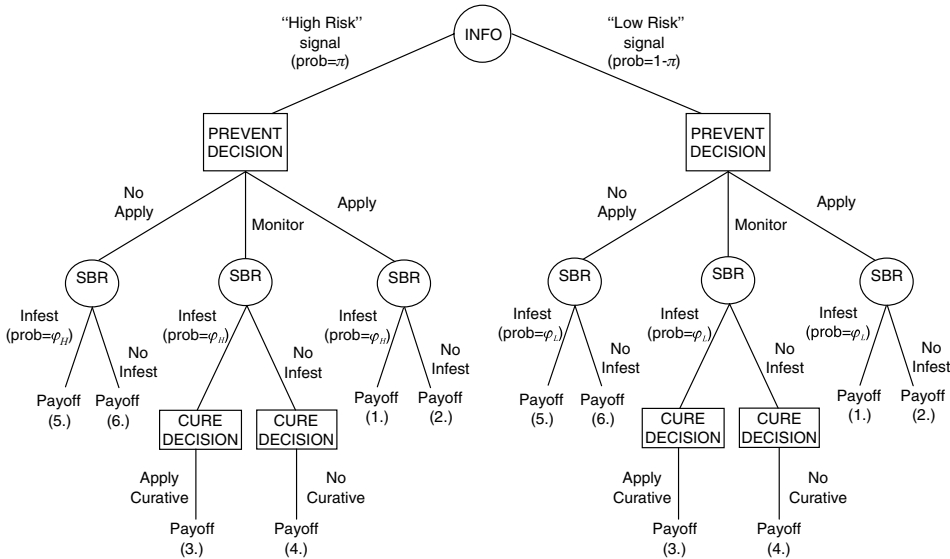 INFO
“High Risk”
signal
(prob=π)
“Low Risk”
signal
(prob=1-π)
PREVENT
DECISION
PREVENT
DECISION
No
Apply
Monitor
Apply
No
Apply
Monitor
Apply
SBR
SBR
SBR
SBR
SBR
SBR
Infest
(prob=φH)
No
Infest
Infest
(prob=φH)
No
Infest
Infest
(prob=φH)
No
Infest
Infest
(prob=φL)
No
Infest
Infest
(prob=φL)
No
Infest
Infest
(prob=φL)
No
Infest
Payoff
(5.)
Payoff
(6.)
Payoff
(1.)
Payoff
(2.)
Payoff
(5.)
Payoff
(6.)
Payoff
(1.)
Payoff
(2.)
CURE
DECISION
CURE
DECISION
CURE
DECISION
CURE
DECISION
Apply
Curative
No
Curative
Apply
Curative
No
Curative
Payoff
(3.)
Payoff
(4.)
Payoff
(3.)
Payoff
(4.)